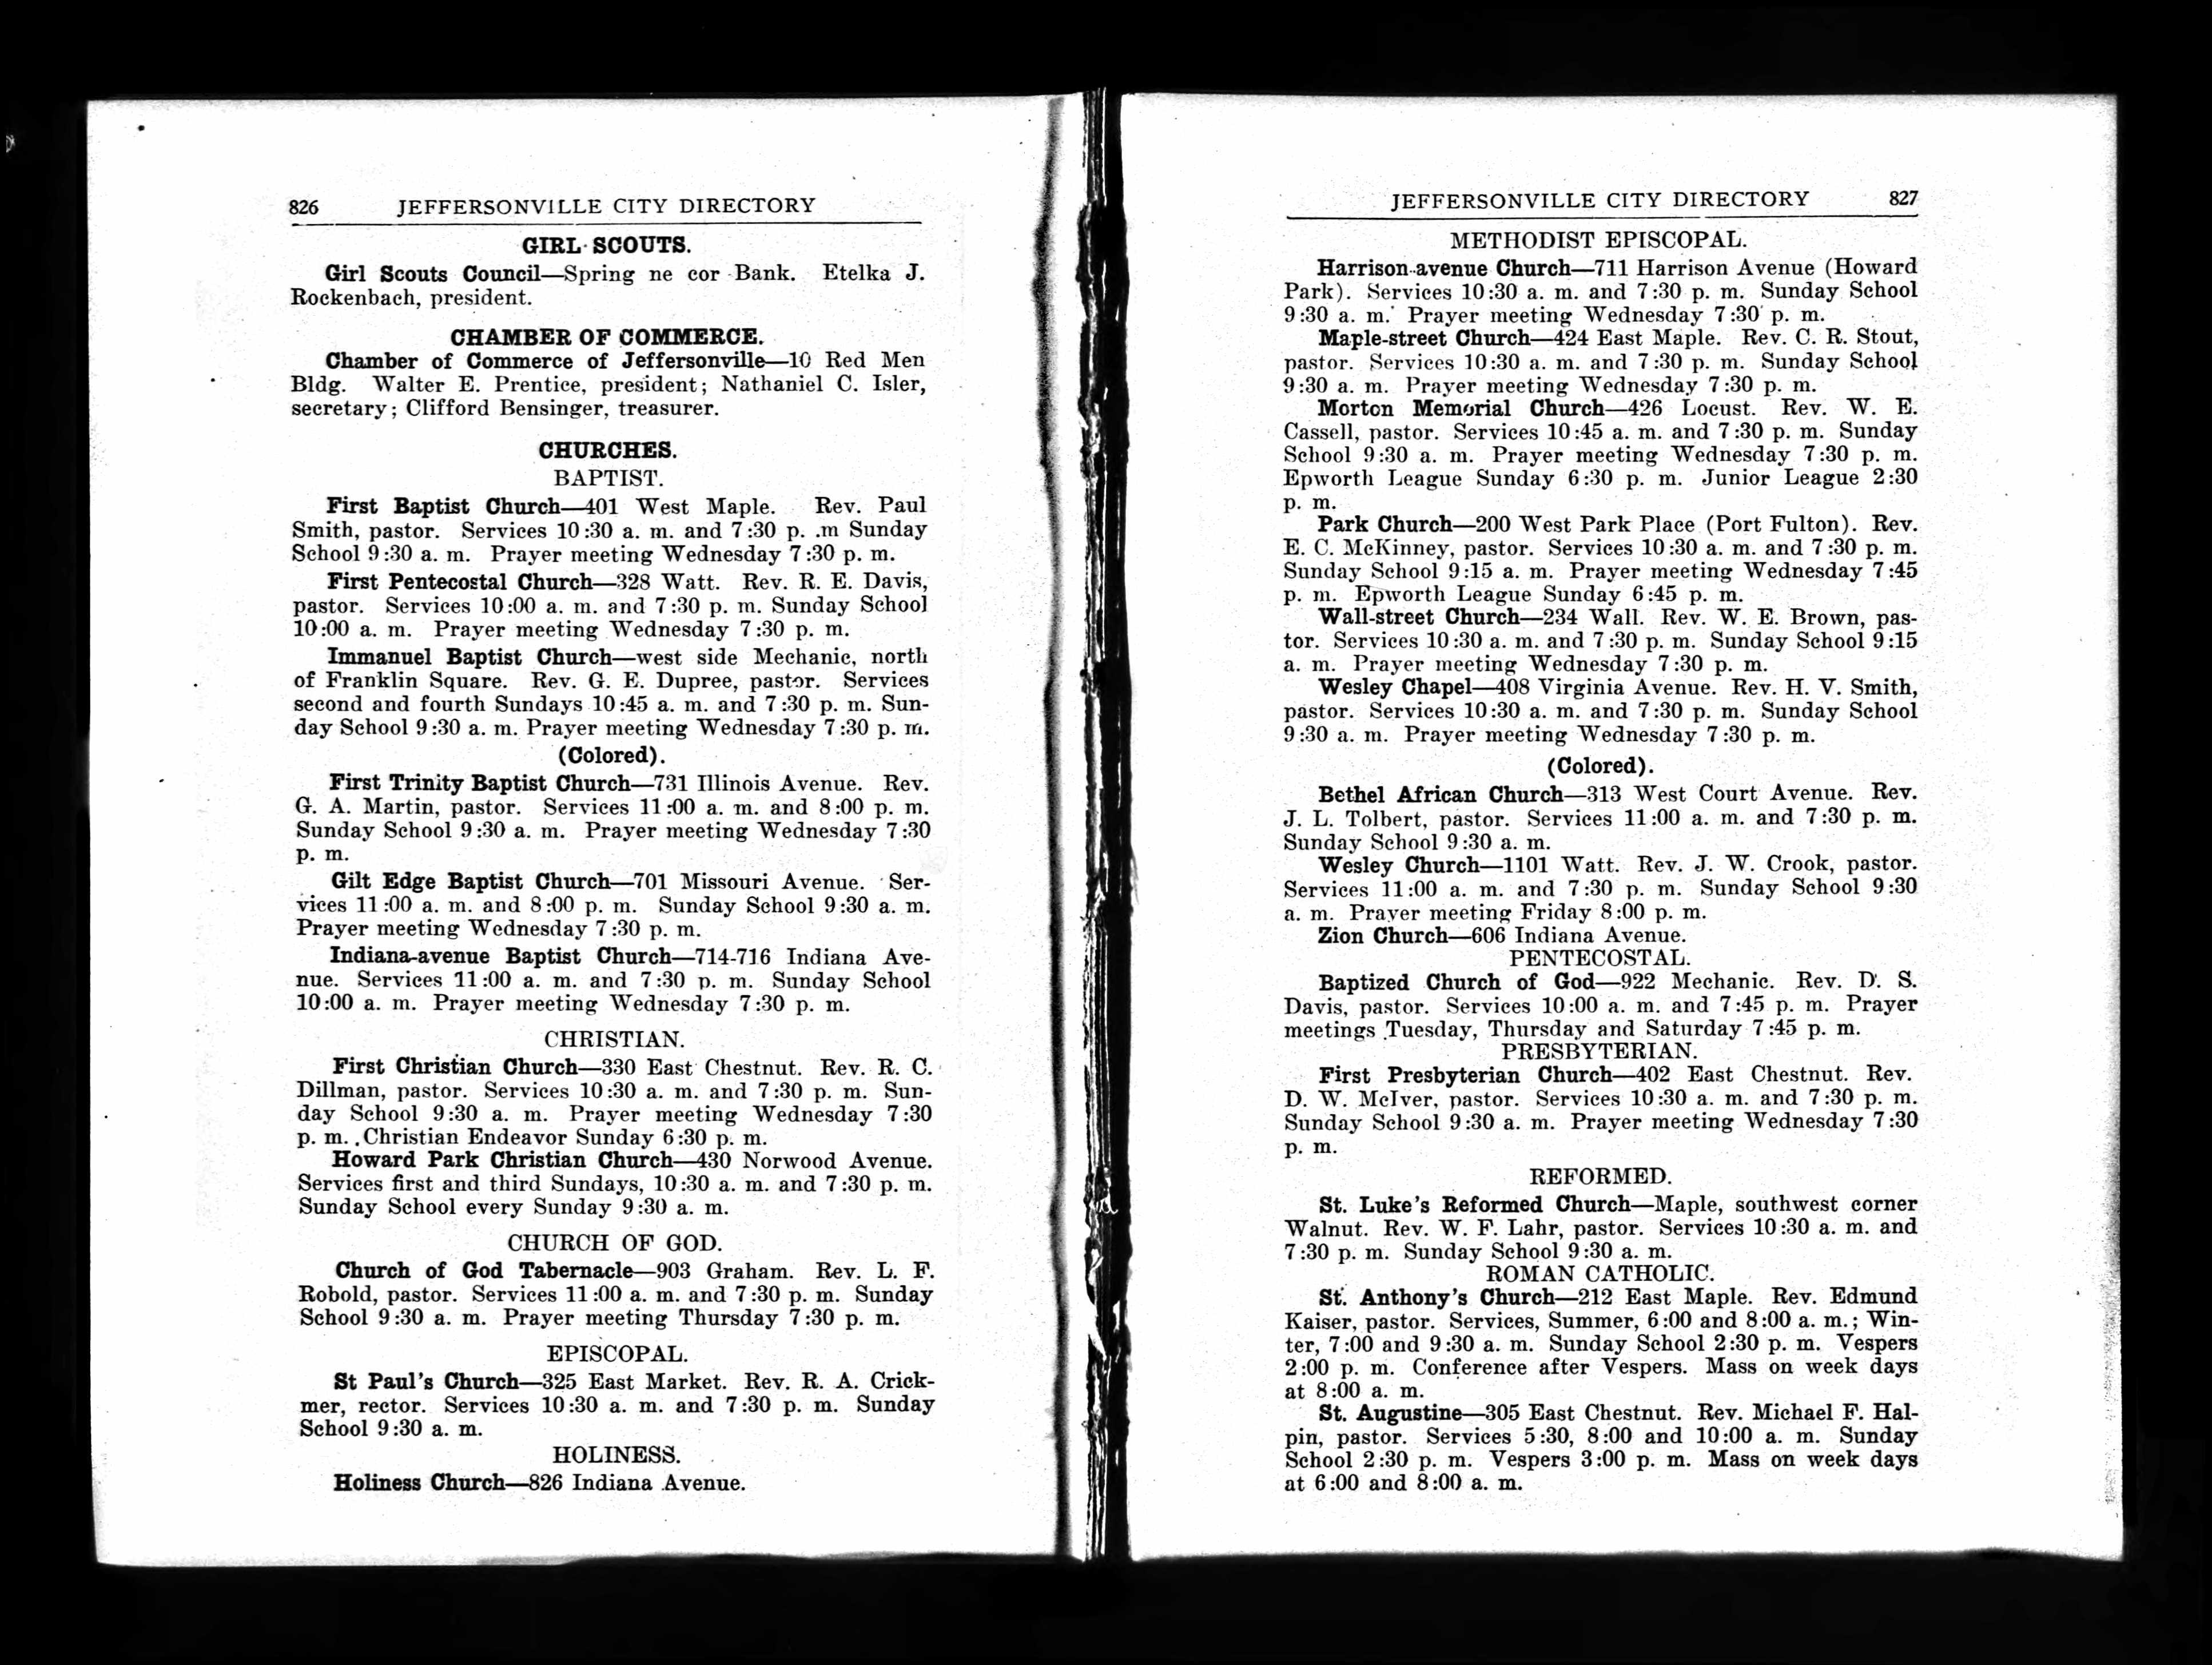 826 JEFFERSONVILLE CITY DIRECTORY
GIRL SCOUTS.
Girl Scouts Council—Spring ne cor Bank. Etelka J.
Rockenbach, president.
CHAMBER OF COMMERCE.
Chamber of Commerce of Jeffersonville—10 Red Men
Bldg. Walter E. Prentice, president; Nathaniel C. Isler,
secretary; Clifford Bensinger, treasurer.
CHURCHES.
BAPTIST.
First Baptist Church—401 West Maple. Rev. Paul
Smith, pastor. Services 10:30 a. m. and 7:30 p. .m Sunday
School 9:30 a. m. Prayer meeting Wednesday 7:30 p. m.
First Pentecostal Church—328 Watt. Rev. R. E. Davis,
pastor. Services 10:00 a. m. and 7:30 p. m. Sunday School
10:00 a. m. Prayer meeting Wednesday 7:30 p. m.
Immanuel Baptist Church—west side Mechanic, north
of Franklin Square. Rev. G. E. Dupree, pastor. Services
second and fourth Sundays 10:45 a. m. and 7:30 p. m. Sun-
day School 9:30 a. m. Prayer meeting Wednesday 7:30 p. m.
(Colored).
First Trinity Baptist Church—731 Illinois Avenue. Rev.
G. A. Martin, pastor. Services 11:00 a. m. and 8:00 p. m.
Sunday School 9:30 a. m. Prayer meeting Wednesday 7:30
p. m.
Gilt Edge Baptist Church—701 Missouri Avenue. Ser-
vices 11:00 a. m. and 8:00 p. m. Sunday School 9:30 a. m.
Prayer meeting Wednesday 7:30 p. m.
Indiana-avenue Baptist Church—714-716 Indiana Ave-
nue. Services 11:00 a. m. and 7:30 p. m. Sunday School
10:00 a. m. Prayer meeting Wednesday 7:30 p. m.
CHRISTIAN.
First Christian Church—330 East Chestnut. Rev. R. C.
Dillman, pastor. Services 10:30 a. m. and 7:30 p. m. Sun-
day School 9:30 a. m. Prayer meeting Wednesday 7:30
p. m. Christian Endeavor Sunday 6:30 p. m.
Howard Park Christian Church—430 Norwood Avenue.
Services first and third Sundays, 10:30 a. m. and 7:30 p. m.
Sunday School every Sunday 9:30 a. m.
CHURCH OF GOD.
Church of God Tabernacle—903 Graham. Rev. L. F.
Robold, pastor. Services 11:00 a. m. and 7:30 p. m. Sunday
School 9:30 a. m. Prayer meeting Thursday 7:30 p. m.
EPISCOPAL.
St Paul's Church—325 East Market. Rev. R. A. Crick-
mer, rector. Services 10:30 a. m. and 7:30 p. m. Sunday
School 9:30 a. m.
HOLINESS.
Holiness Church—826 Indiana Avenue.
JEFFERSONVILLE CITY DIRECTORY 827
METHODIST EPISCOPAL.
Harrison-avenue Church—711 Harrison Avenue (Howard
Park). Services 10:30 a. m. and 7:30 p. m. Sunday School
9:30 a. m. Prayer meeting Wednesday 7:30 p. m.
Maple-street Church—424 East Maple. Rev. C. R. Stout,
pastor. Services 10:30 a. m. and 7:30 p. m. Sunday School
9:30 a. m. Prayer meeting Wednesday 7:30 p. m.
Morton Memorial Church—426 Locust. Rev. W. E.
Cassell, pastor. Services 10:45 a. m. and 7:30 p. m. Sunday
School 9:30 a. m. Prayer meeting Wednesday 7:30 p. m.
Epworth League Sunday 6:30 p. m. Junior League 2:30
p. m.
Park Church—200 West Park Place (Port Fulton). Rev.
E. C. McKinney, pastor. Services 10:30 a. m. and 7:30 p. m.
Sunday School 9:15 a. m. Prayer meeting Wednesday 7:45
p. m. Epworth League Sunday 6:45 p. m.
Wall-street Church—234 Wall. Rev. W. E. Brown, pas-
tor. Services 10:30 a. m. and 7:30 p. m. Sunday School 9:15
a. m. Prayer meeting Wednesday 7:30 p. m.
Wesley Chapel—408 Virginia Avenue. Rev. H. V. Smith,
pastor. Services 10:30 a. m. and 7:30 p. m. Sunday School
9:30 a. m. Prayer meeting Wednesday 7:30 p. m.
(Colored).
Bethel African Church—313 West Court Avenue. Rev.
J. L. Tolbert, pastor. Services 11:00 a. m. and 7:30 p. m.
Sunday School 9:30 a. m.
Wesley Church—1101 Watt. Rev. J. W. Crook, pastor.
Services 11:00 a. m. and 7:30 p. m. Sunday School 9:30
a. m. Prayer meeting Friday 8:00 p. m.
Zion Church—606 Indiana Avenue.
PENTECOSTAL.
Baptized Church of God—922 Mechanic. Rev. D. S.
Davis, pastor. Services 10:00 a. m. and 7:45 p. m. Prayer
meetings Tuesday, Thursday and Saturday 7:45 p. m.
PRESBYTERIAN.
First Presbyterian Church—402 East Chestnut. Rev.
D. W. McIver, pastor. Services 10:30 a. m. and 7:30 p. m.
Sunday School 9:30 a. m. Prayer meeting Wednesday 7:30
p. m.
REFORMED.
St. Luke's Reformed Church—Maple, southwest corner
Walnut. Rev. W. F. Lahr, pastor. Services 10:30 a. m. and
7:30 p. m. Sunday School 9:30 a. m.
ROMAN CATHOLIC.
St. Anthony's Church—212 East Maple. Rev. Edmund
Kaiser, pastor. Services, Summer, 6:00 and 8:00 a. m.; Win-
ter, 7:00 and 9:30 a. m. Sunday School 2:30 p. m. Vespers
2:00 p. m. Conference after Vespers. Mass on week days
at 8:00 a. m.
St. Augustine—305 East Chestnut. Rev. Michael F. Hal-
pin, pastor. Services 5:30, 8:00 and 10:00 a. m. Sunday
School 2:30 p. m. Vespers 3:00 p. m. Mass on week days
at 6:00 and 8:00 a. m.